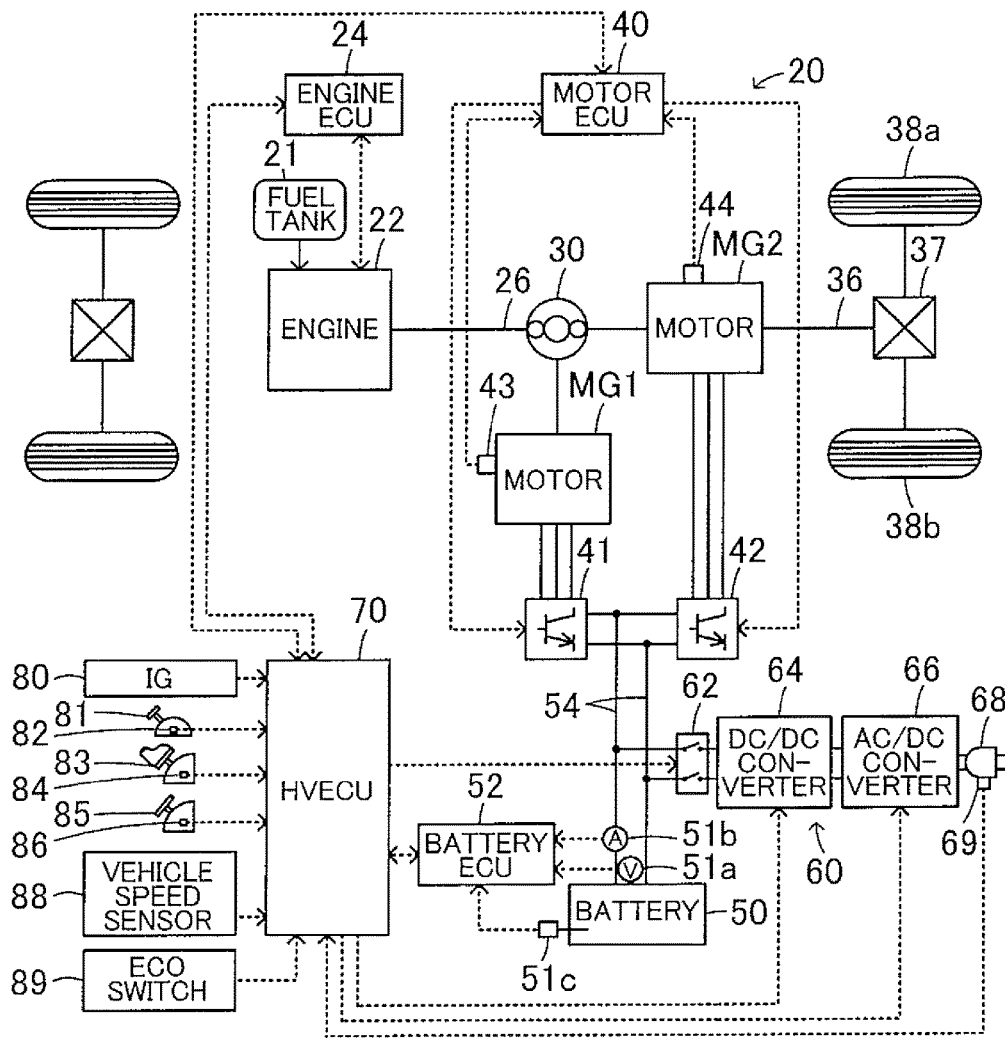 40
24
20
ENGINE
ECU
MOTOR
ECU
21
38a
FUEL
TANK
22
44
MG2
30
37
26
36
ENGINE
MOTOR
43
MG1
MOTOR
38b
41
42
70
80
IG
62
64
66
68
81
54
82
DC/DC
CON-
VERTER
AC/DC
CON-
VERTER
83
84
HVECU
52
69
85
51b
86
BATTERY
ECU
A
60
V
51a
88
VEHICLE
SPEED
SENSOR
BATTERY
50
89
ECO
SWITCH
51c